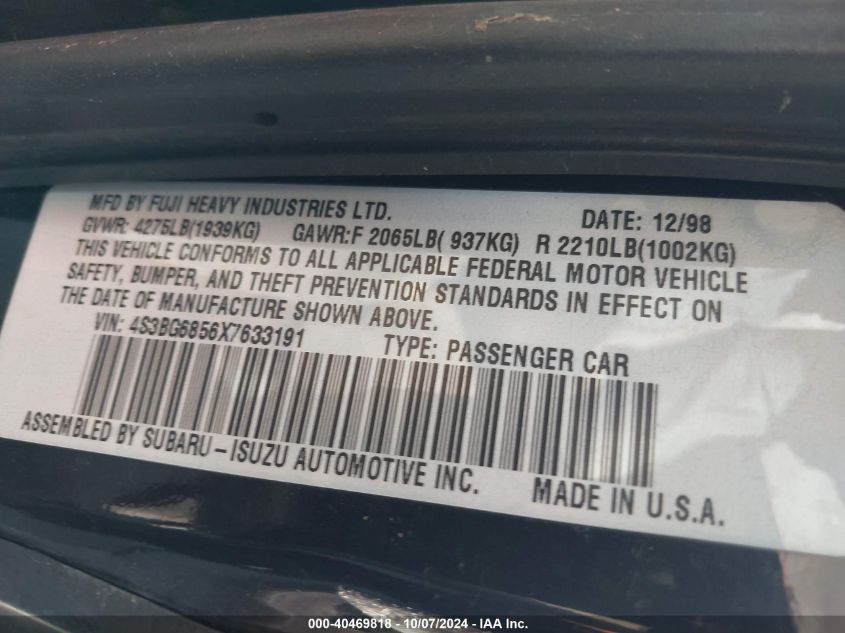 MFD BY FUJI HEAVY INDUSTRIES LTD. DATE: 12/98
GVWR: 4275LB(1939KG) GAWR:F 2065LB( 937KG) R 2210LB(1002KG)
THIS VEHICLE CONFORMS TO ALL APPLICABLE FEDERAL MOTOR VEHICLE
SAFETY, BUMPER, AND THEFT PREVENTION STANDARDS IN EFFECT ON
THE DATE OF MANUFACTURE SHOWN ABOVE.
VIN: 4S3BG6856X7633191 TYPE: PASSENGER CAR
ASSEMBLED BY SUBARU-ISUZU AUTOMOTIVE INC. MADE IN U.S.A.
000-40469818 - 10/07/2024 - IAA Inc.